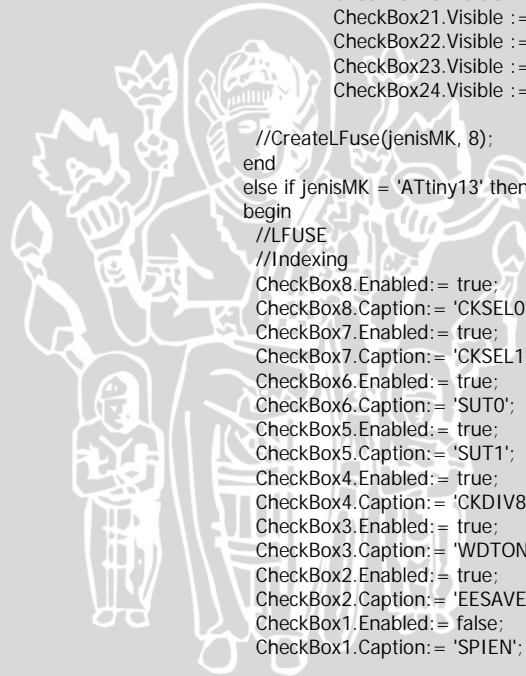 CheckBox21.Visible :=
CheckBox22.Visible :=
CheckBox23.Visible :=
CheckBox24.Visible :=
//CreateLFuse(jenisMK, 8);
end
else if jenisMK = 'ATtiny13' then
begin
//LFUSE
//Indexing
CheckBox8.Enabled:= true;
CheckBox8.Caption:= 'CKSEL0
CheckBox7.Enabled:= true;
CheckBox7.Caption:= 'CKSEL1'
CheckBox6.Enabled:= true;
CheckBox6.Caption:= 'SUT0';
CheckBox5.Enabled:= true;
CheckBox5.Caption:= 'SUT1';
CheckBox4.Enabled:= true;
CheckBox4.Caption:= 'CKDIV8
CheckBox3.Enabled:= true;
CheckBox3.Caption:= 'WDTON
CheckBox2.Enabled:= true;
CheckBox2.Caption:= 'EESAVE
CheckBox1.Enabled:= false;
CheckBox1.Caption:= 'SPIEN';